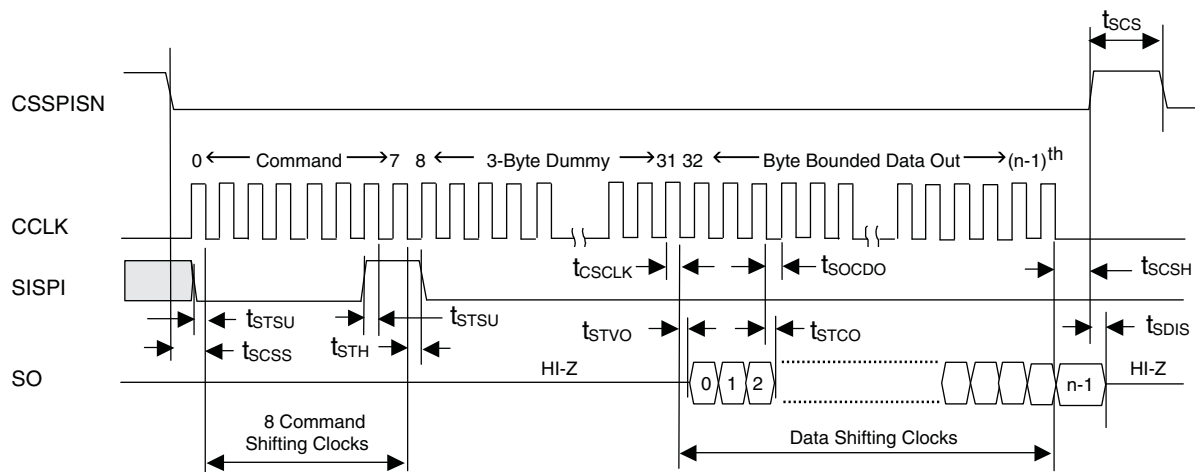 tSCS
CSSPISN
0 Command 7 8 3-Byte Dummy 31 32 Byte Bounded Data Out (n-1)th
CCLK
tCSCLK tSOCDO tSCSH
SISPI
tSTSU tSTSU tSTVO tSTCO tSDIS
tSCSS tSTH
SO HI-Z 0 1 2 n-1 HI-Z
8 Command
Shifting Clocks
Data Shifting Clocks